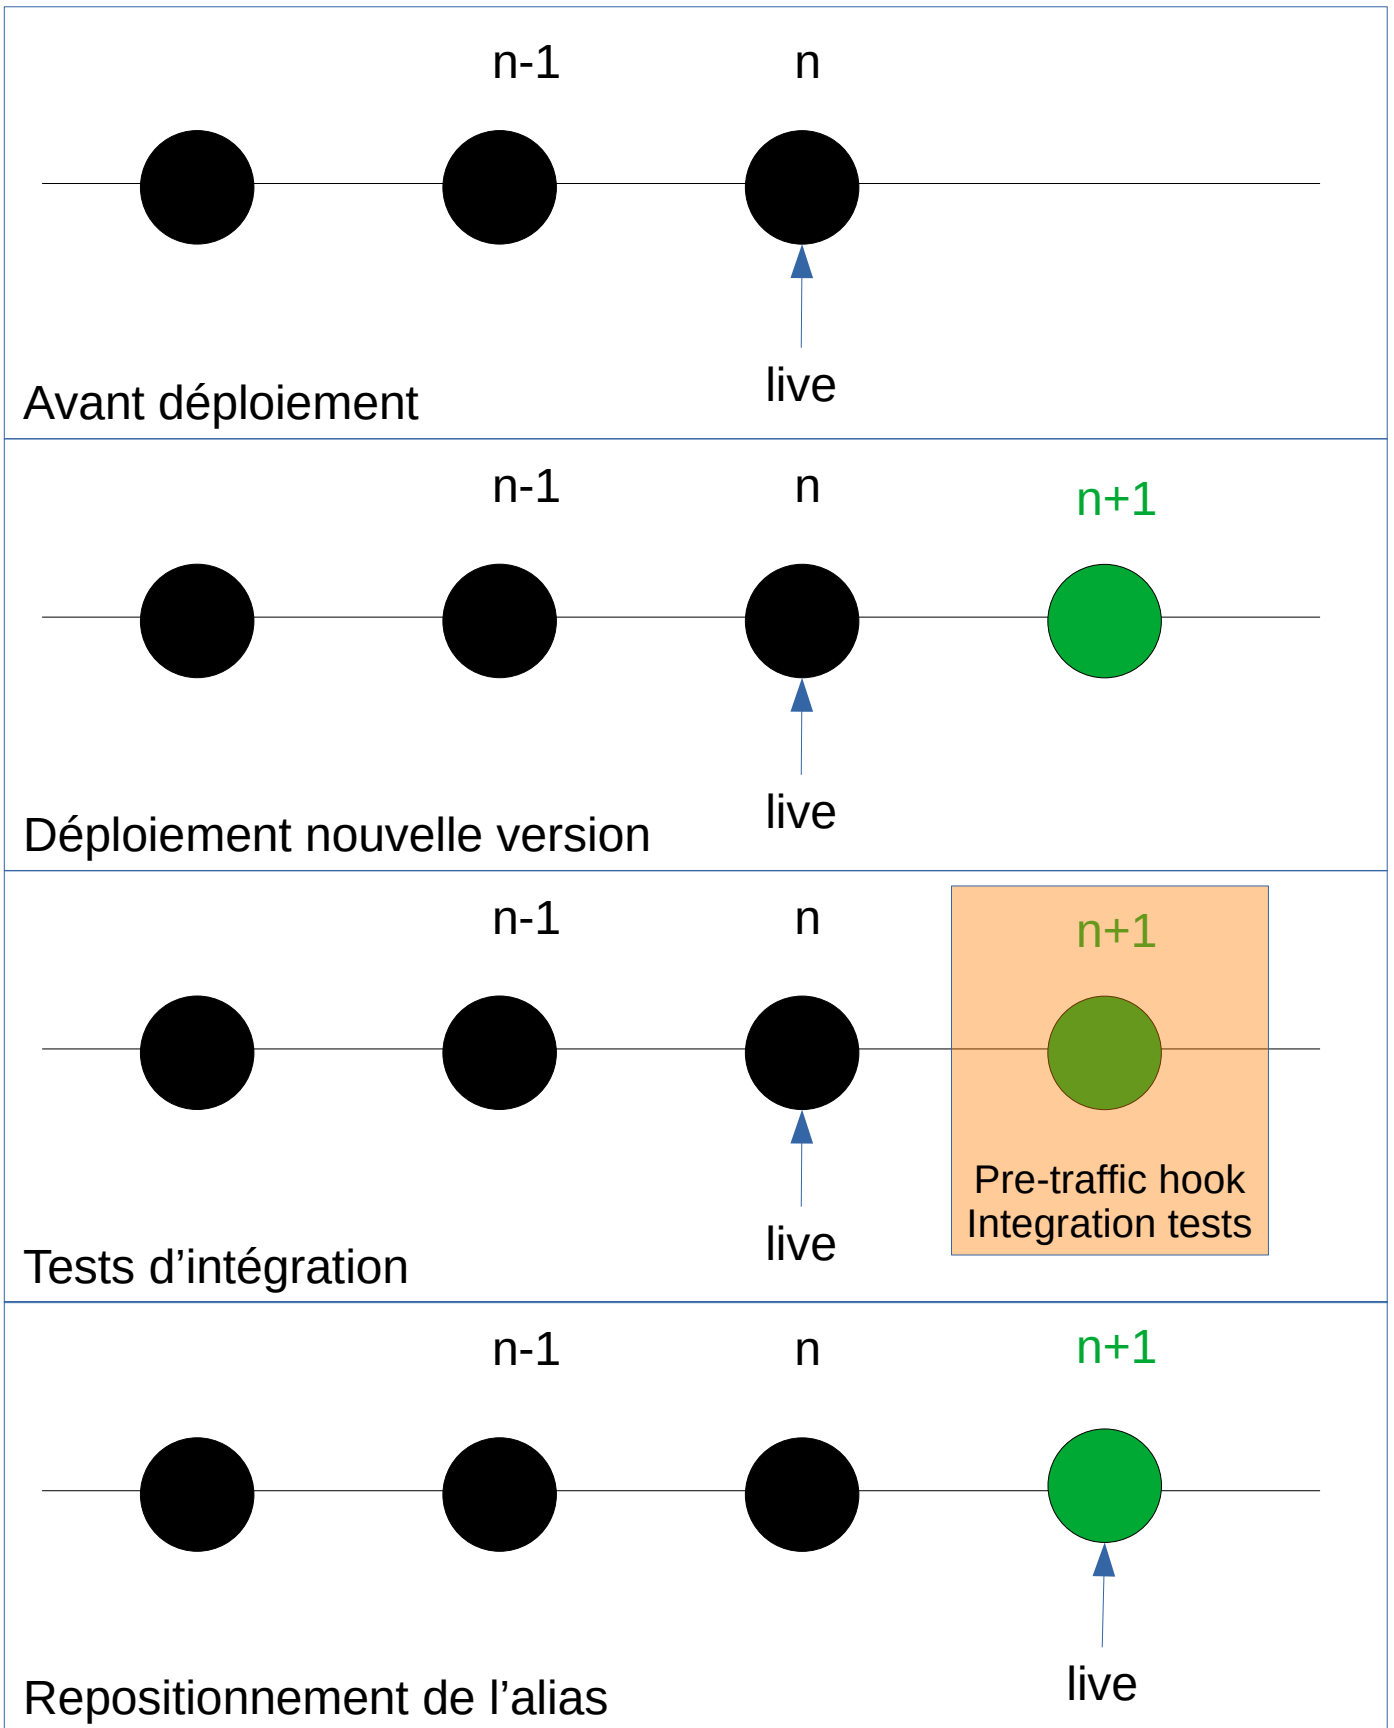 n-1 n
live
Avant déploiement
n-1 n n+1
live
Déploiement nouvelle version
n-1 n n+1
Pre-traffic hook
Integration tests
live
Tests d’intégration
n-1 n n+1
live
Repositionnement de l’alias